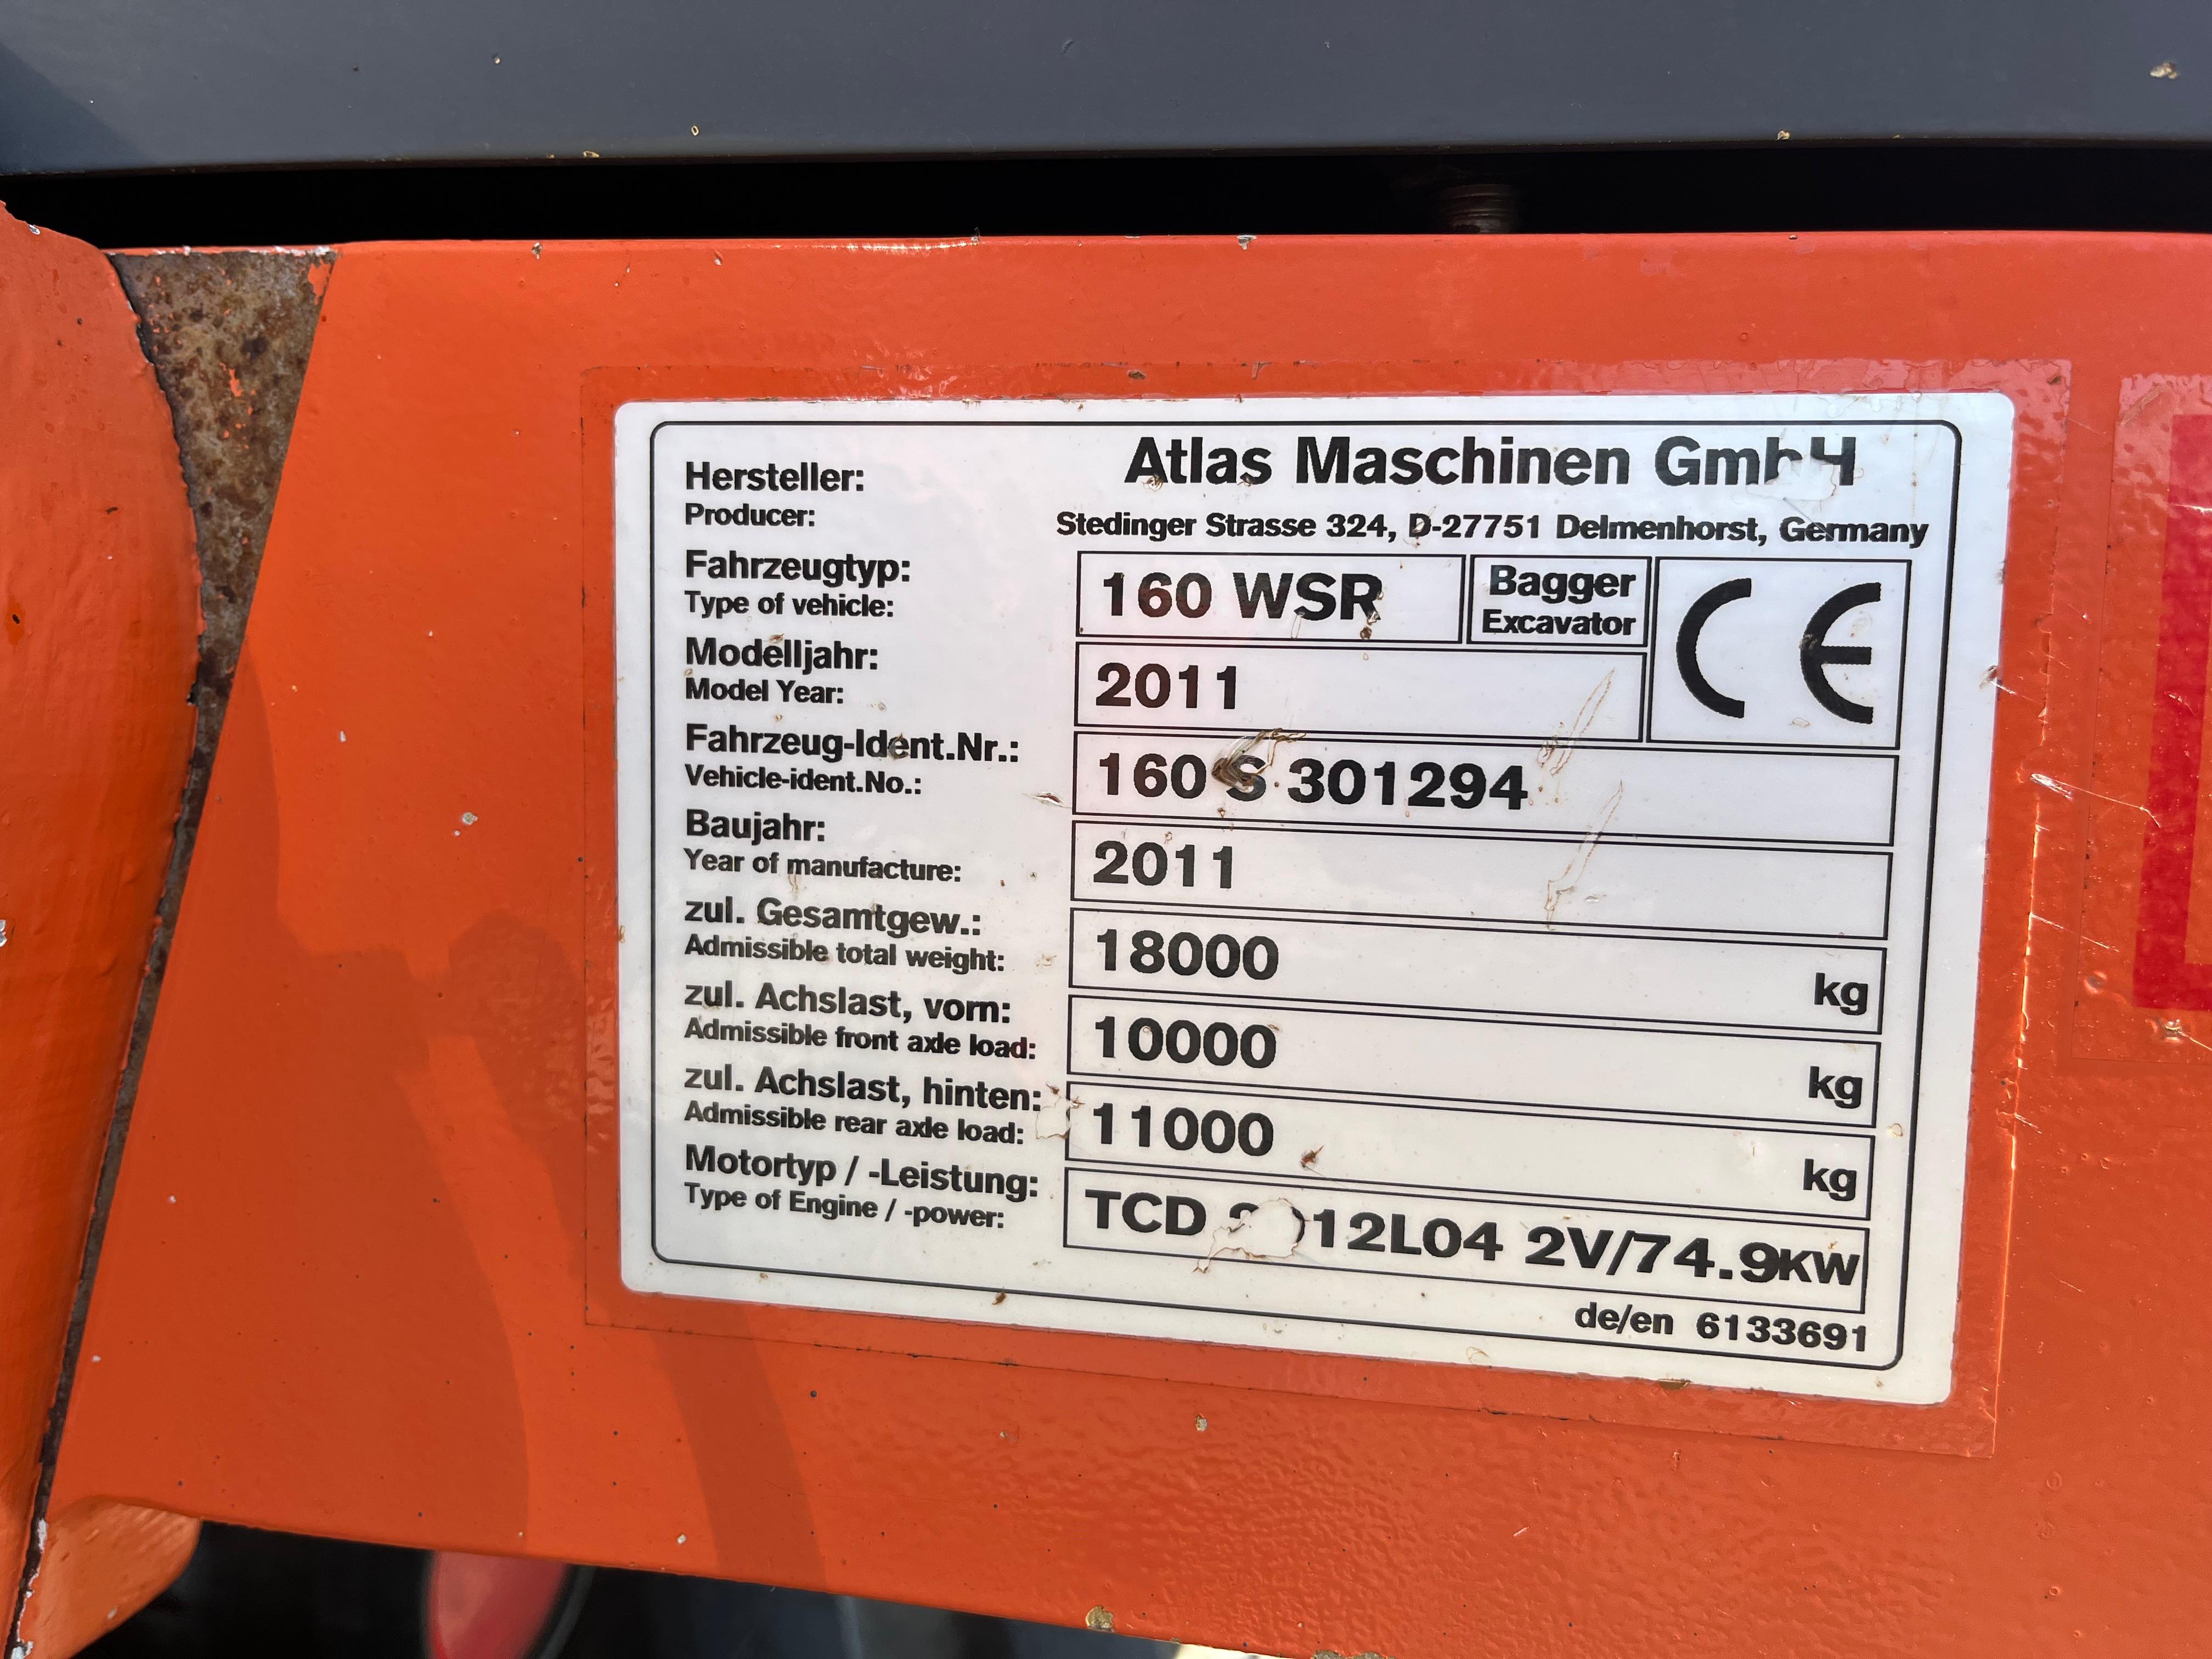 Hersteller:
Producer:
Atlas Maschinen GmbH
Stedinger Strasse 324, D-27751 Delmenhorst, Germany
Fahrzeugtyp:
Type of vehicle:
160 WSR
Bagger
Excavator
CE
Modelljahr:
Model Year:
2011
Fahrzeug-Ident.Nr.:
Vehicle-ident.No.:
160 S 301294
Baujahr:
Year of manufacture:
2011
zul. Gesamtgew.:
Admissible total weight:
18000 kg
zul. Achslast, vorn:
Admissible front axle load:
10000 kg
zul. Achslast, hinten:
Admissible rear axle load:
11000 kg
Motortyp / -Leistung:
Type of Engine / -power:
TCD 2012L04 2V/74.9KW
de/en 6133691